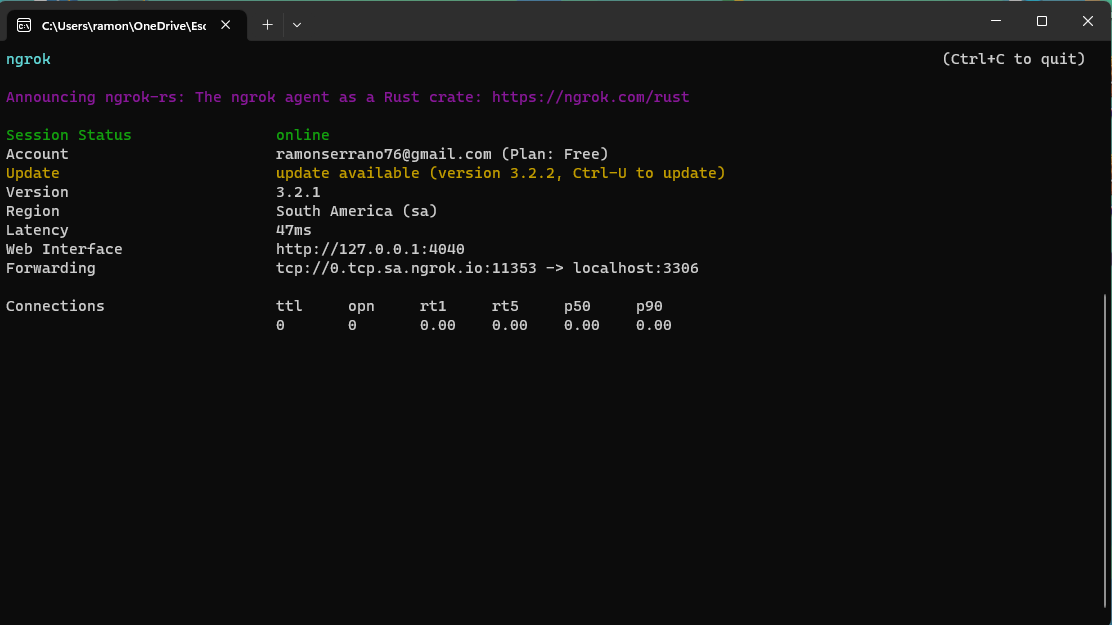 C:\Users\ramon\OneDrive\Esc
ngrok (Ctrl+C to quit)
Announcing ngrok-rs: The ngrok agent as a Rust crate: https://ngrok.com/rust
Session Status online
Account ramonserrano76@gmail.com (Plan: Free)
Update update available (version 3.2.2, Ctrl-U to update)
Version 3.2.1
Region South America (sa)
Latency 47ms
Web Interface http://127.0.0.1:4040
Forwarding tcp://0.tcp.sa.ngrok.io:11353 -> localhost:3306
Connections ttl opn rt1 rt5 p50 p90
0 0 0.00 0.00 0.00 0.00